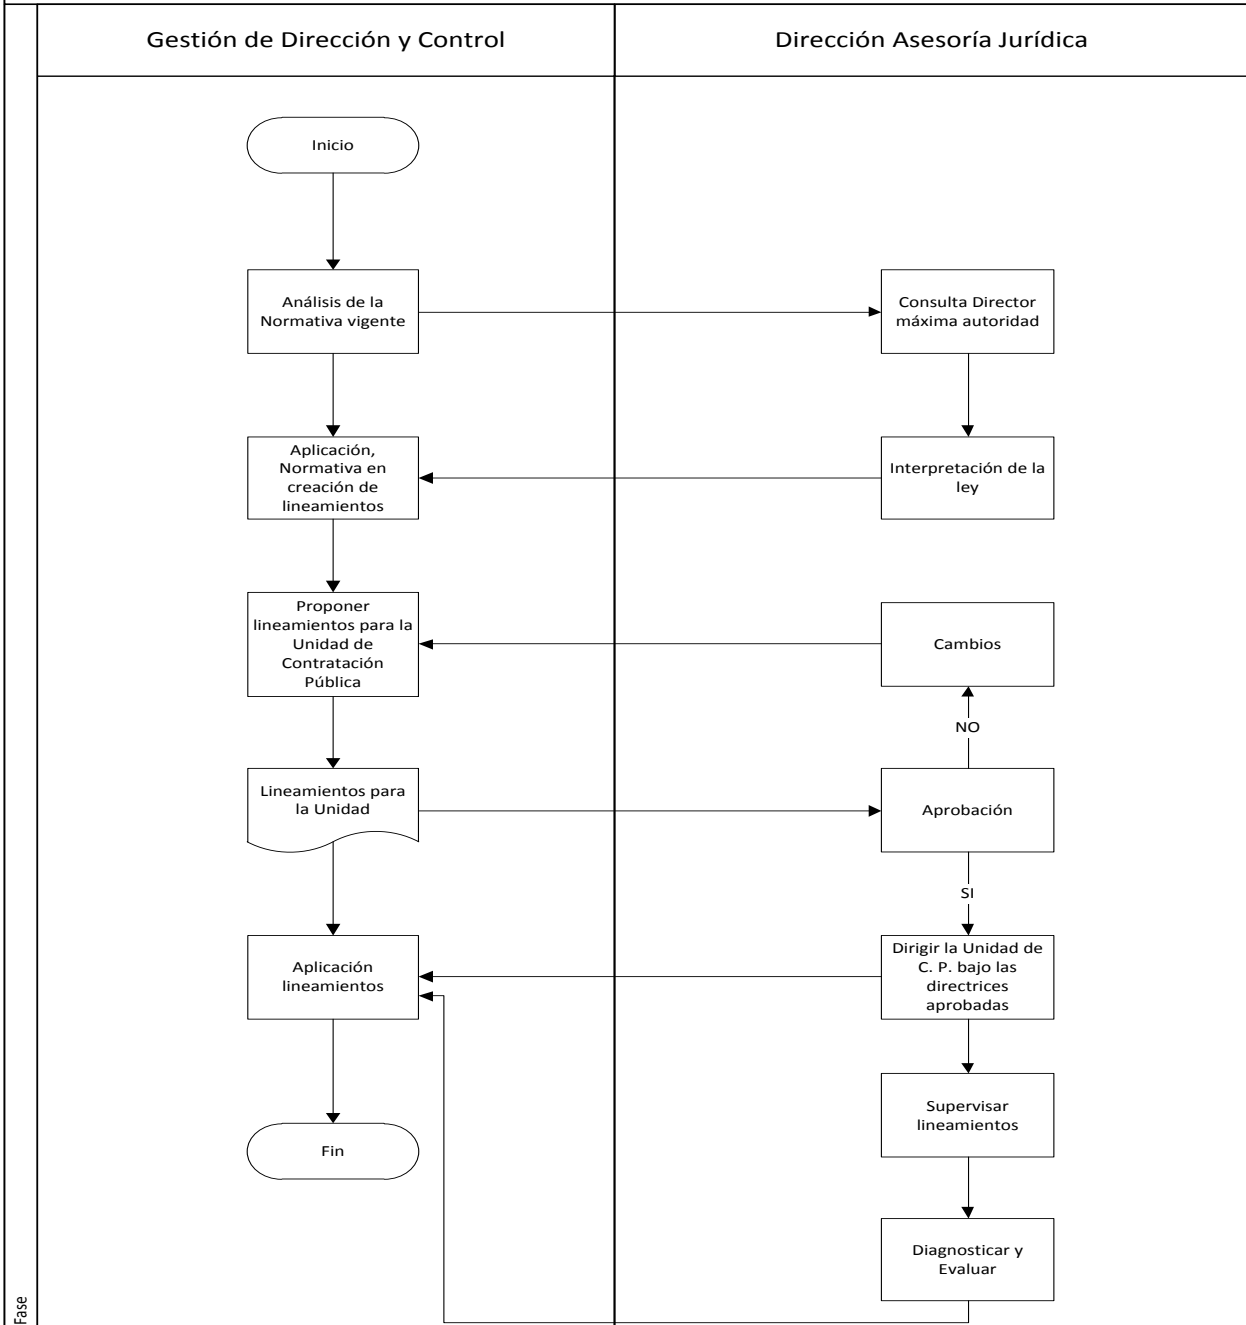 Gestión de Dirección y Control
Dirección Asesoría Jurídica
Inicio
Análisis de la
Normativa vigente
Consulta Director
máxima autoridad
Aplicación,
Normativa en
creación de
lineamientos
Interpretación de la
ley
Proponer
lineamientos para la
Unidad de
Contratación
Pública
Cambios
NO
Lineamientos para
la Unidad
Aprobación
SI
Aplicación
lineamientos
Dirigir la Unidad de
C. P. bajo las
directrices
aprobadas
Supervisar
lineamientos
Fin
Diagnosticar y
Evaluar
Fase